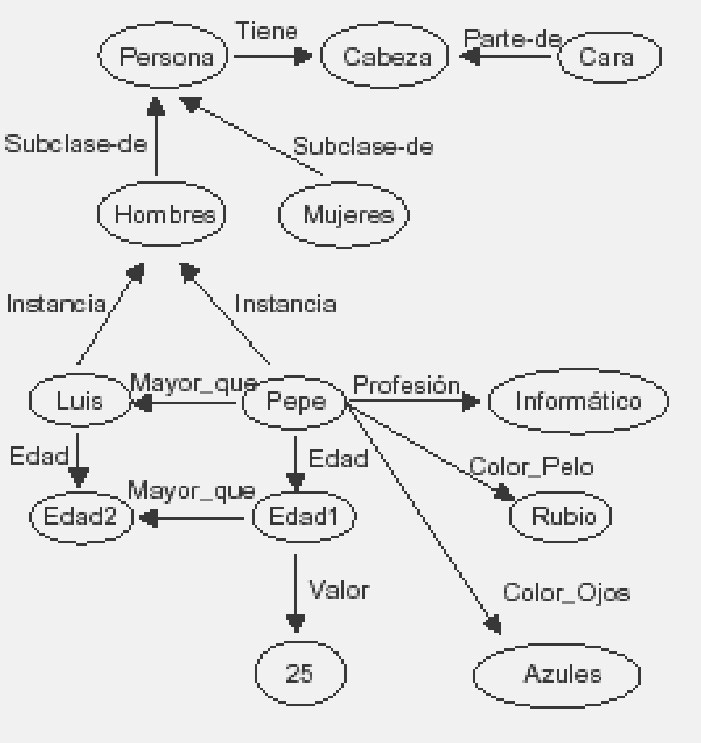 Tiene
Parte-de
Persona
Cabeza
Cara
Subclase-de
Subclase-de
Hombres
Mujeres
Instancia
Instancia
Mayor_que
Profesión
Luis
Pepe
Informático
Edad
Edad
Color_Pelo
Mayor_que
Edad2
Edad1
Rubio
Valor
Color_Ojos
25
Azules